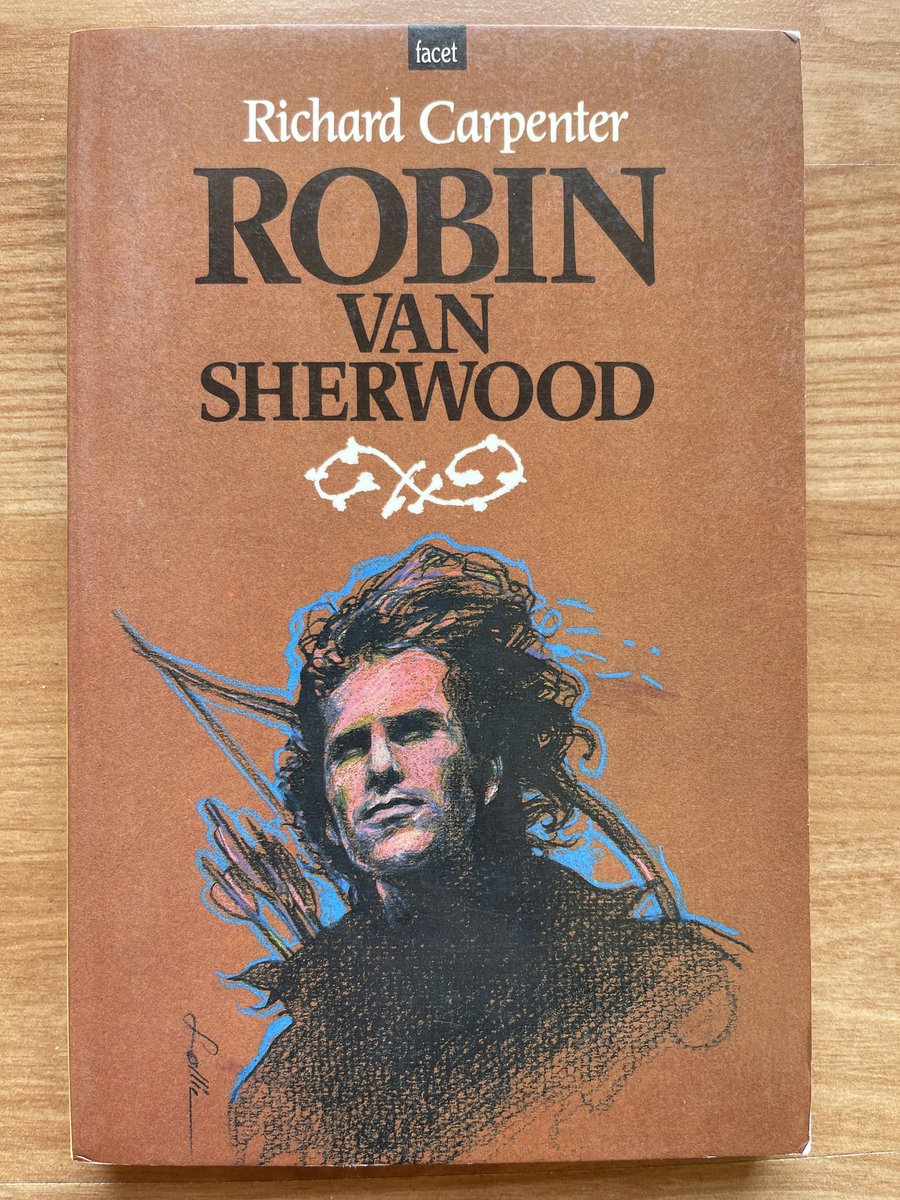 facet
Richard Carpenter
ROBIN
VAN
SHERWOOD